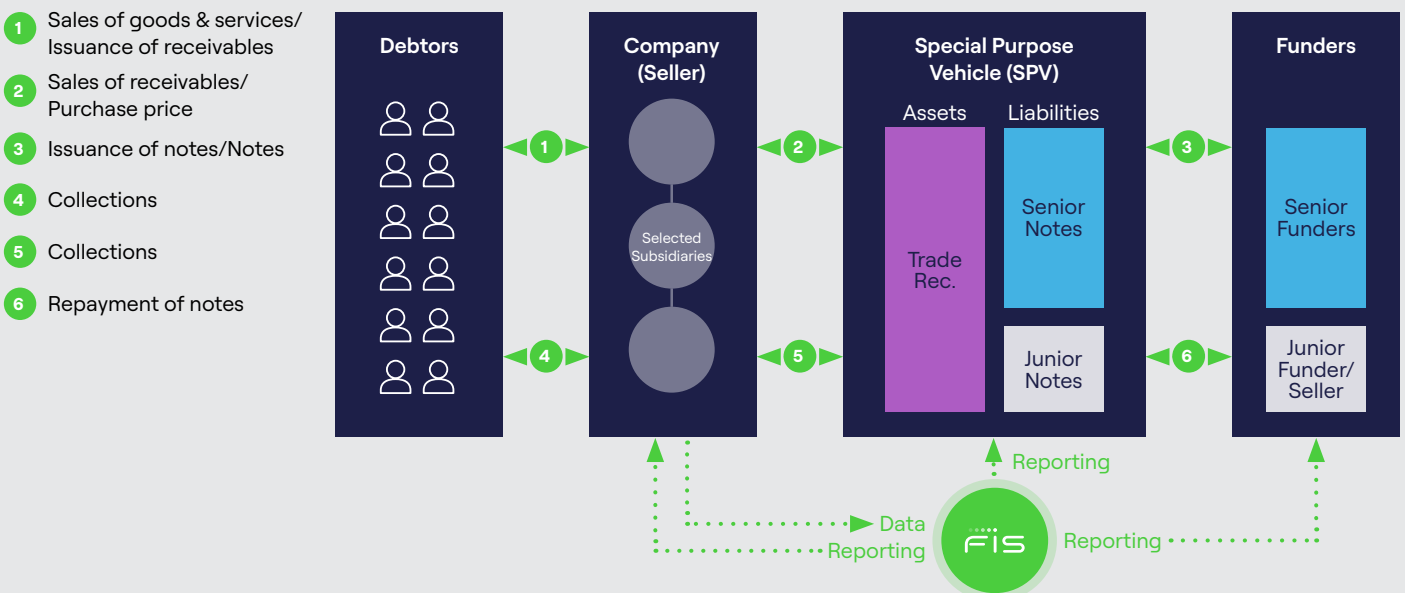 1 Sales of goods & services/
Issuance of receivables
2 Sales of receivables/
Purchase price
3 Issuance of notes/Notes
4 Collections
5 Collections
6 Repayment of notes
Debtors
Company
(Seller)
Selected
Subsidiaries
Special Purpose
Vehicle (SPV)
Assets
Liabilities
Trade
Rec.
Senior
Notes
Junior
Notes
Funders
Senior
Funders
Junior
Funder/
Seller
1
2
3
4
5
6
Reporting
Data
Reporting
FIS
Reporting